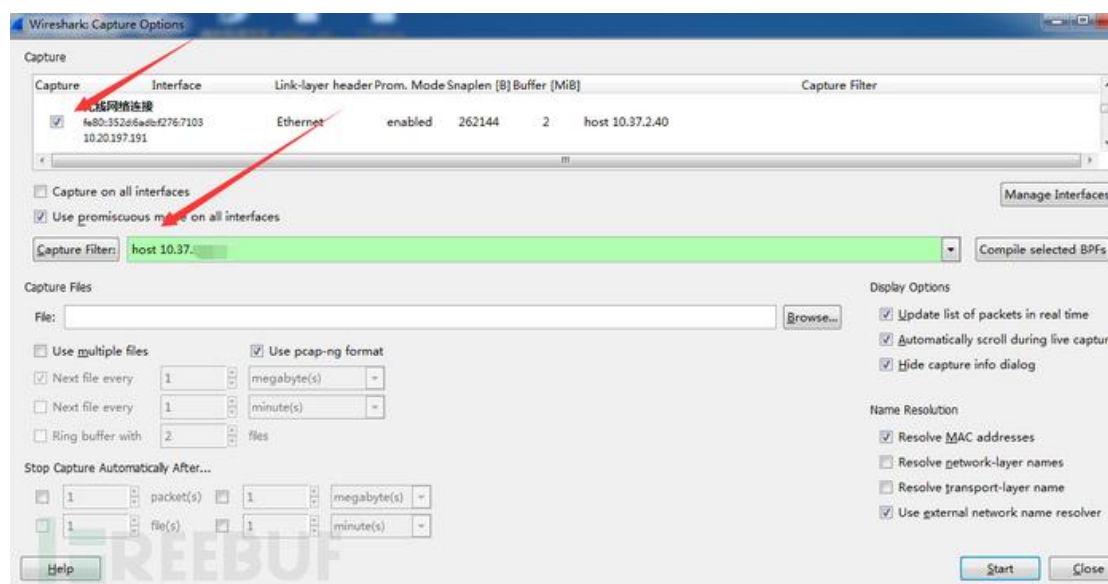 Wireshark: Capture Options
Capture
Capture Interface Link-layer header Prom. Mode Snaplen [B] Buffer [MiB] Capture Filter
线网络连接
fe80::352d:6adb:f276:7103 Ethernet enabled 262144 2 host 10.37.2.40
10.20.197.191
Capture on all interfaces
Manage Interfaces
Use promiscuous mode on all interfaces
Capture Filter: host 10.37. Compile selected BPFs
Capture Files
File: Browse...
Use multiple files Use pcap-ng format
Next file every 1 megabyte(s)
Next file every 1 minute(s)
Ring buffer with 2 files
Stop Capture Automatically After...
1 packet(s) 1 megabyte(s)
1 file(s) 1 minute(s)
Display Options
Update list of packets in real time
Automatically scroll during live captur
Hide capture info dialog
Name Resolution
Resolve MAC addresses
Resolve network-layer names
Resolve transport-layer name
Use external network name resolver
FREEBUF
Help Start Close